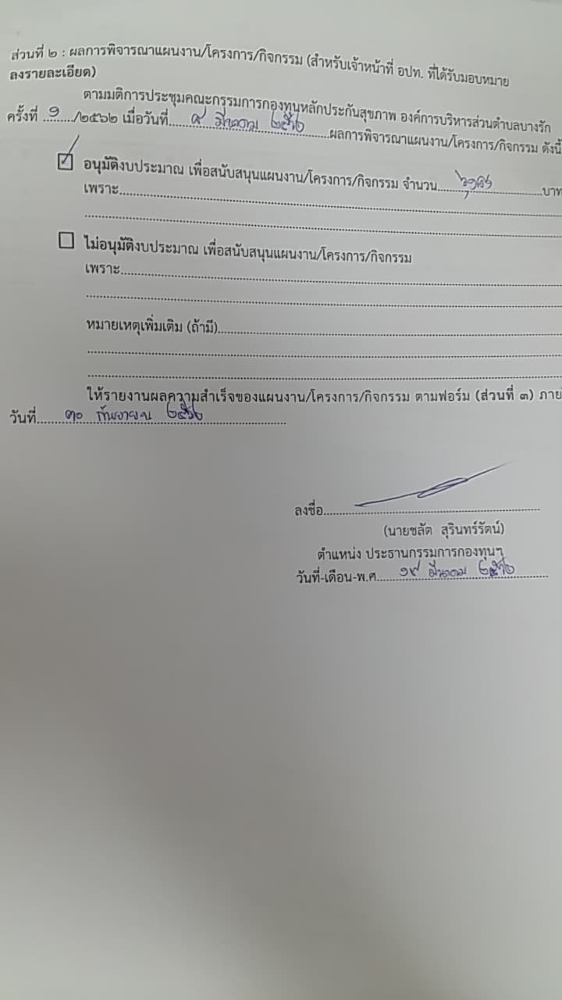 ส่วนที่ ๒ : ผลการพิจารณาแผนงาน/โครงการ/กิจกรรม (สำหรับเจ้าหน้าที่ อปท. ที่ได้รับมอบหมาย
ลงรายละเอียด)
ตามมติการประชุมคณะกรรมการกองทุนหลักประกันสุขภาพ องค์การบริหารส่วนตำบลบางรัก
ครั้งที่ ..๑.../๒๕๖๒ เมื่อวันที่......มีนาคม ๒๕๖๒......ผลการพิจารณาแผนงาน/โครงการ/กิจกรรม ดังนี้
อนุมัติงบประมาณ เพื่อสนับสนุนแผนงาน/โครงการ/กิจกรรม จำนวน............บาท
เพราะ............
ไม่อนุมัติงบประมาณ เพื่อสนับสนุนแผนงาน/โครงการ/กิจกรรม
เพราะ............
หมายเหตุเพิ่มเติม (ถ้ามี)............
ให้รายงานผลความสำเร็จของแผนงาน/โครงการ/กิจกรรม ตามฟอร์ม (ส่วนที่ ๓) ภาย
วันที่......๓๐ กันยายน ๒๕๖๒......
ลงชื่อ............
(นายชลัด สุรินทร์รัตน์)
ตำแหน่ง ประธานกรรมการกองทุนฯ
วันที่-เดือน-พ.ศ......๑๙ มีนาคม ๒๕๖๒......